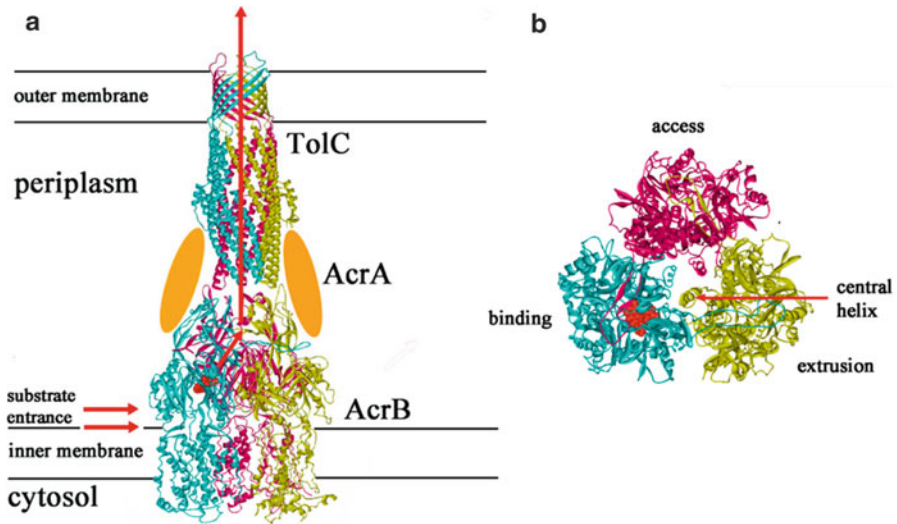 a
outer membrane
TolC
periplasm
AcrA
substrate
entrance
AcrB
inner membrane
cytosol
b
access
binding
central
helix
extrusion